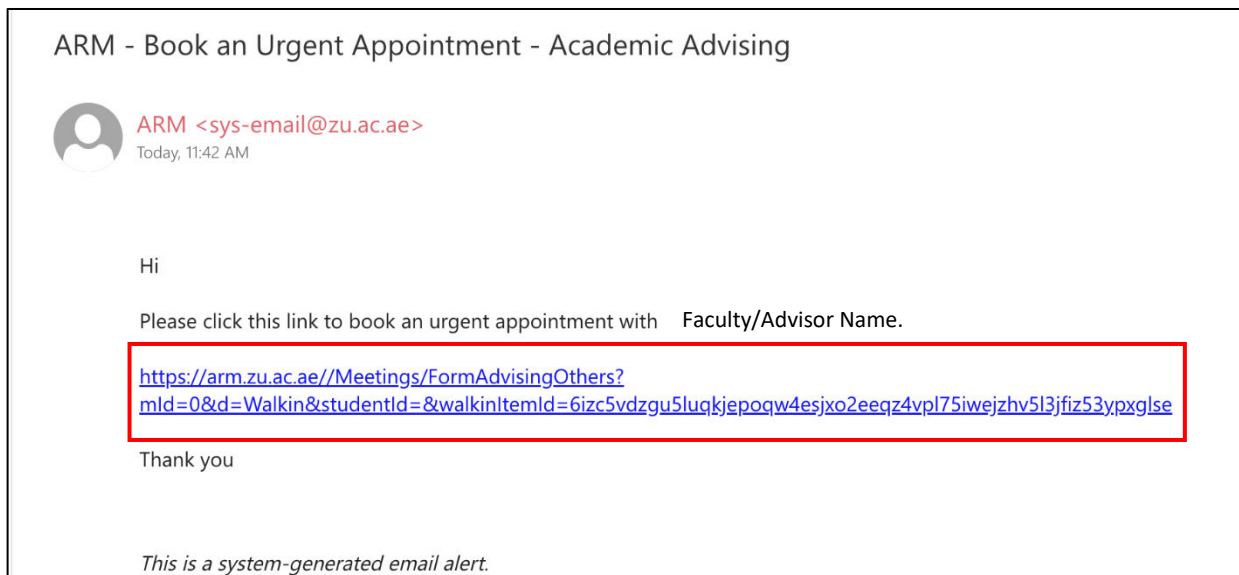 ARM - Book an Urgent Appointment - Academic Advising
ARM <sys-email@zu.ac.ae>
Today, 11:42 AM
Hi
Please click this link to book an urgent appointment with Faculty/Advisor Name.
https://arm.zu.ac.ae//Meetings/FormAdvisingOthers?
mId=0&d=Walkin&studentId=&walkinItemId=6izc5vdzgu5luqkjepoqw4esjxo2eeqz4vpl75iwejzhv5l3jfiz53ypxglse
Thank you
This is a system-generated email alert.